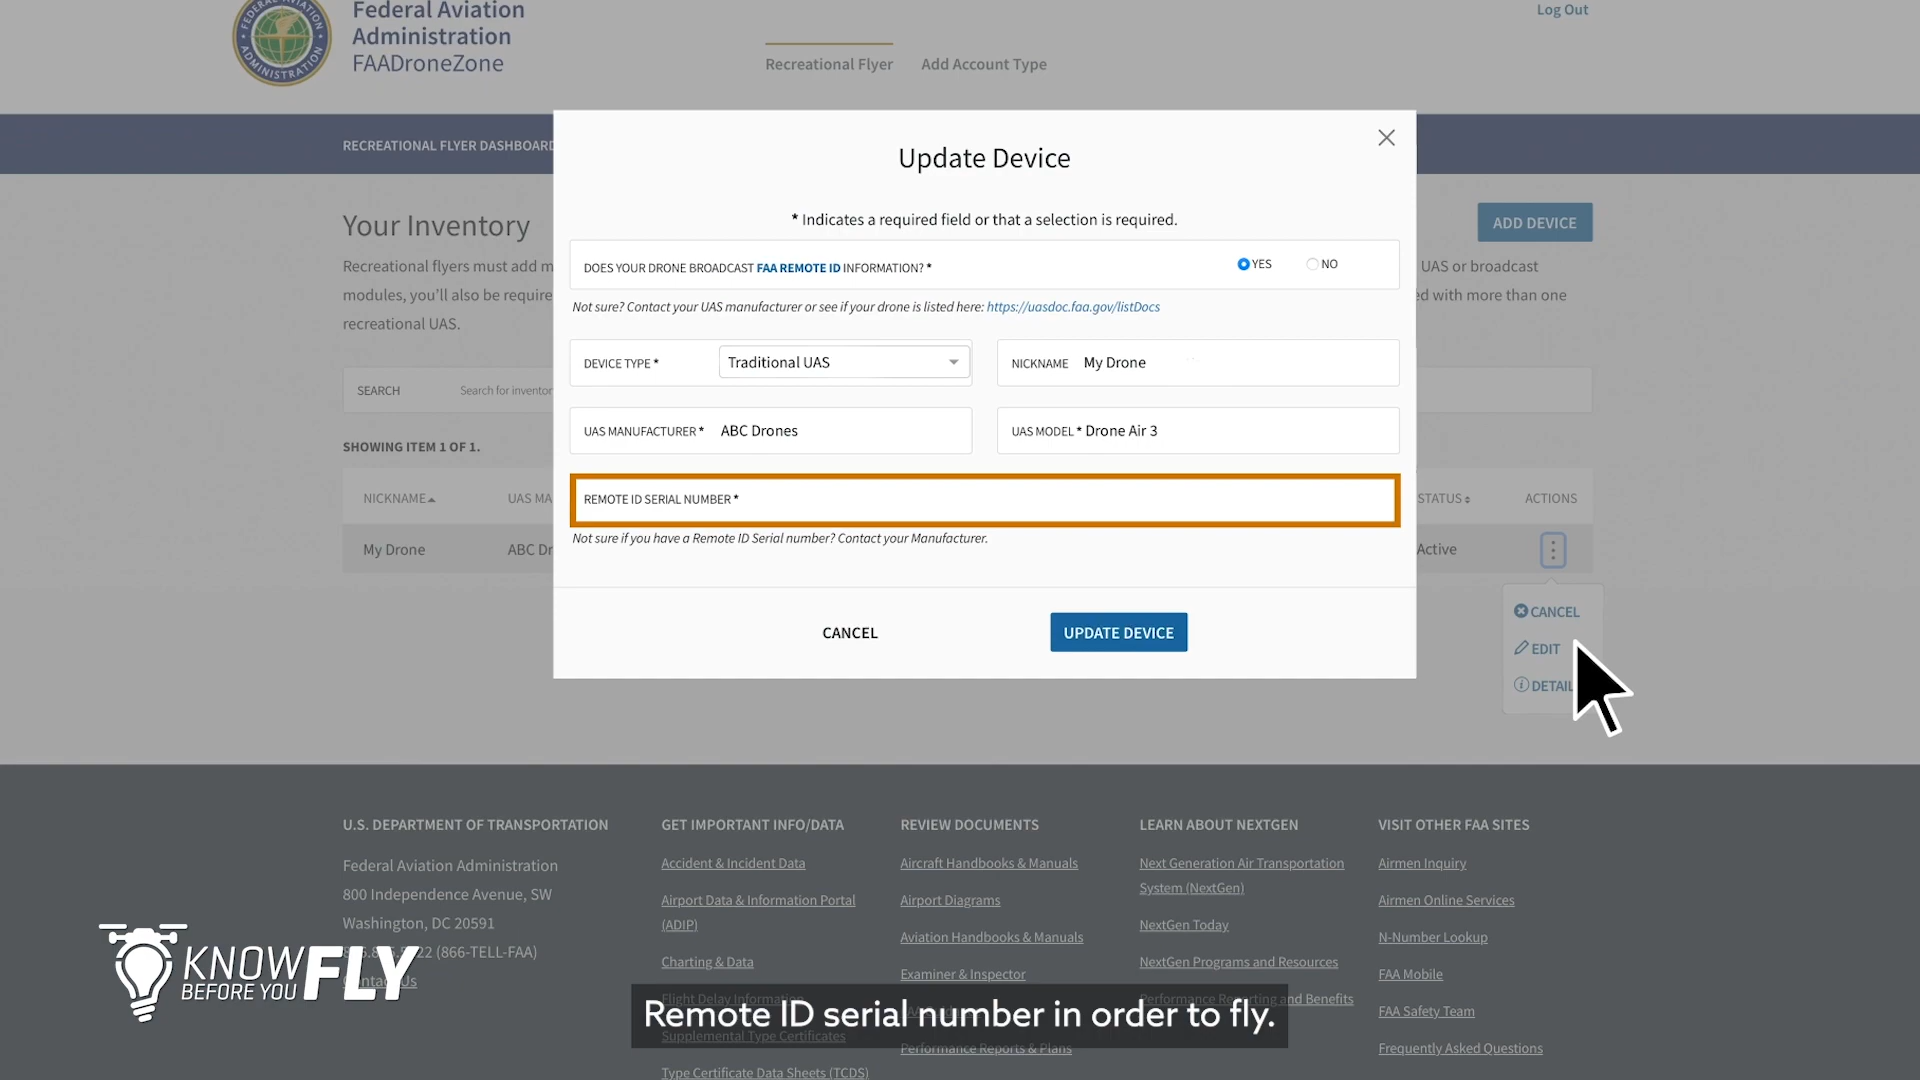 Federal Aviation
Administration
FAADroneZone
Recreational Flyer
Add Account Type
Log Out
RECREATIONAL FLYER DASHBOARD
Your Inventory
ADD DEVICE
Recreational flyers must add
UAS or broadcast
modules, you'll also be require
with more than one
recreational UAS.
SEARCH
Search for inventor
SHOWING ITEM 1 OF 1.
NICKNAME
UAS MA
STATUS
ACTIONS
My Drone
ABC Dr
Active
CANCEL
EDIT
DETAIL
Update Device
* Indicates a required field or that a selection is required.
DOES YOUR DRONE BROADCAST FAA REMOTE ID INFORMATION? *
YES
NO
Not sure? Contact your UAS manufacturer or see if your drone is listed here: https://uasdoc.faa.gov/listDocs
DEVICE TYPE *
Traditional UAS
NICKNAME
My Drone
UAS MANUFACTURER *
ABC Drones
UAS MODEL *
Drone Air 3
REMOTE ID SERIAL NUMBER *
Not sure if you have a Remote ID Serial number? Contact your Manufacturer.
CANCEL
UPDATE DEVICE
U.S. DEPARTMENT OF TRANSPORTATION
Federal Aviation Administration
800 Independence Avenue, SW
Washington, DC 20591
(866-TELL-FAA)
GET IMPORTANT INFO/DATA
Accident & Incident Data
Airport Data & Information Portal
(ADIP)
Charting & Data
Flight Delay Information
Supplemental Type Certificates
Type Certificate Data Sheets (TCDS)
REVIEW DOCUMENTS
Aircraft Handbooks & Manuals
Airport Diagrams
Aviation Handbooks & Manuals
Examiner & Inspector
Performance Reports & Plans
LEARN ABOUT NEXTGEN
Next Generation Air Transportation
System (NextGen)
NextGen Today
NextGen Programs and Resources
Performance Reporting and Benefits
VISIT OTHER FAA SITES
Airmen Inquiry
Airmen Online Services
N-Number Lookup
FAA Mobile
FAA Safety Team
Frequently Asked Questions
KNOW
BEFORE YOU
FLY
Remote ID serial number in order to fly.